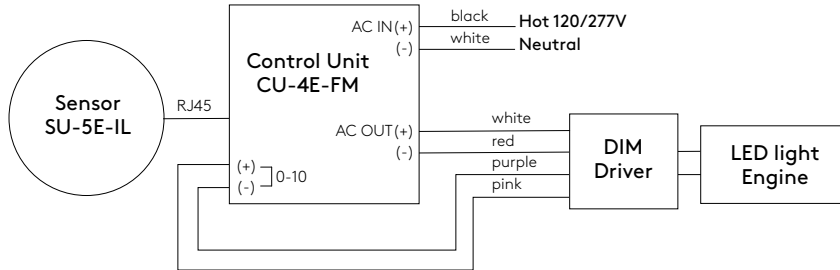 AC IN (+)
black
Hot 120/277V
(-)
white
Neutral
Control Unit
CU-4E-FM
Sensor
SU-5E-IL
RJ45
AC OUT (+)
white
(-)
red
DIM
Driver
LED light
Engine
(+)
(-)
0-10
purple
pink